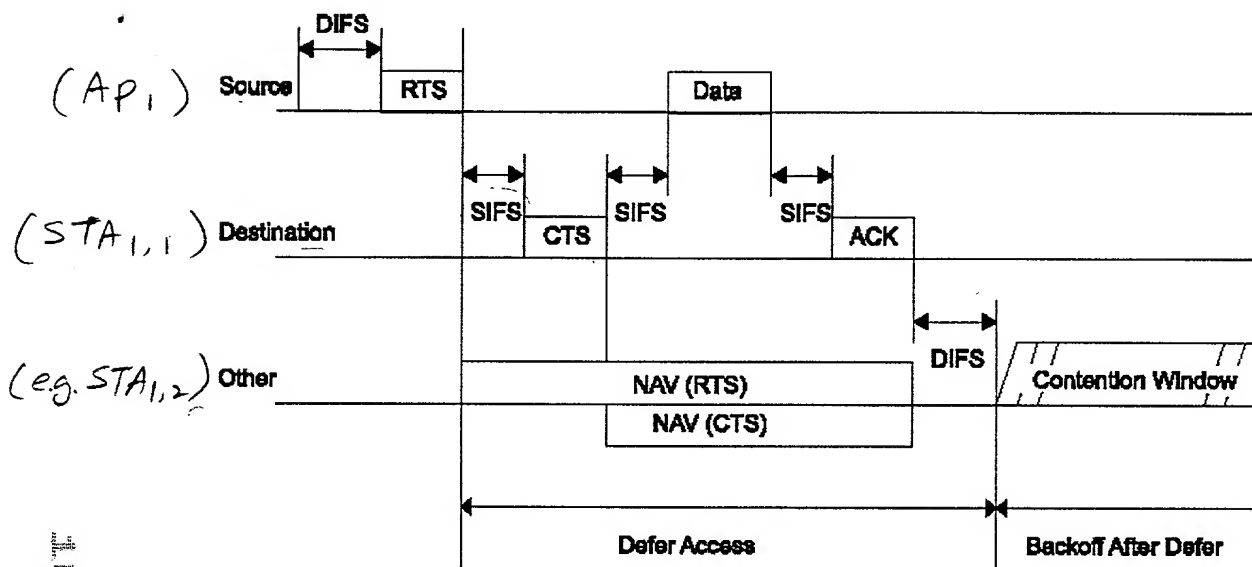 DIFS
(AP1) Source RTS Data
SIFS SIFS SIFS
(STA1,1) Destination CTS ACK
DIFS
(e.g. STA1,2) Other NAV (RTS) Contention Window
NAV (CTS)
Defer Access Backoff After Defer